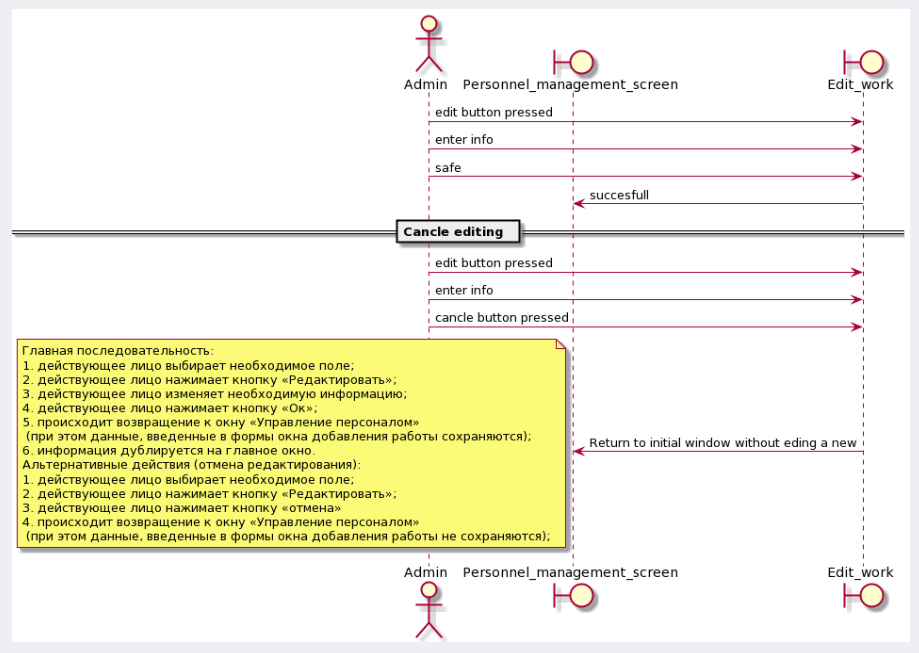 Admin
Personnel_management_screen
Edit_work
edit button pressed
enter info
safe
succesfull
Cancle editing
edit button pressed
enter info
cancle button pressed
Главная последовательность:
1. действующее лицо выбирает необходимое поле;
2. действующее лицо нажимает кнопку «Редактировать»;
3. действующее лицо изменяет необходимую информацию;
4. действующее лицо нажимает кнопку «Ок»;
5. происходит возвращение к окну «Управление персоналом»
(при этом данные, введенные в формы окна добавления работы сохраняются);
6. информация дублируется на главное окно.
Альтернативные действия (отмена редактирования):
1. действующее лицо выбирает необходимое поле;
2. действующее лицо нажимает кнопку «Редактировать»;
3. действующее лицо нажимает кнопку «отмена»
4. происходит возвращение к окну «Управление персоналом»
(при этом данные, введенные в формы окна добавления работы не сохраняются);
Return to initial window without eding a new
Admin
Personnel_management_screen
Edit_work